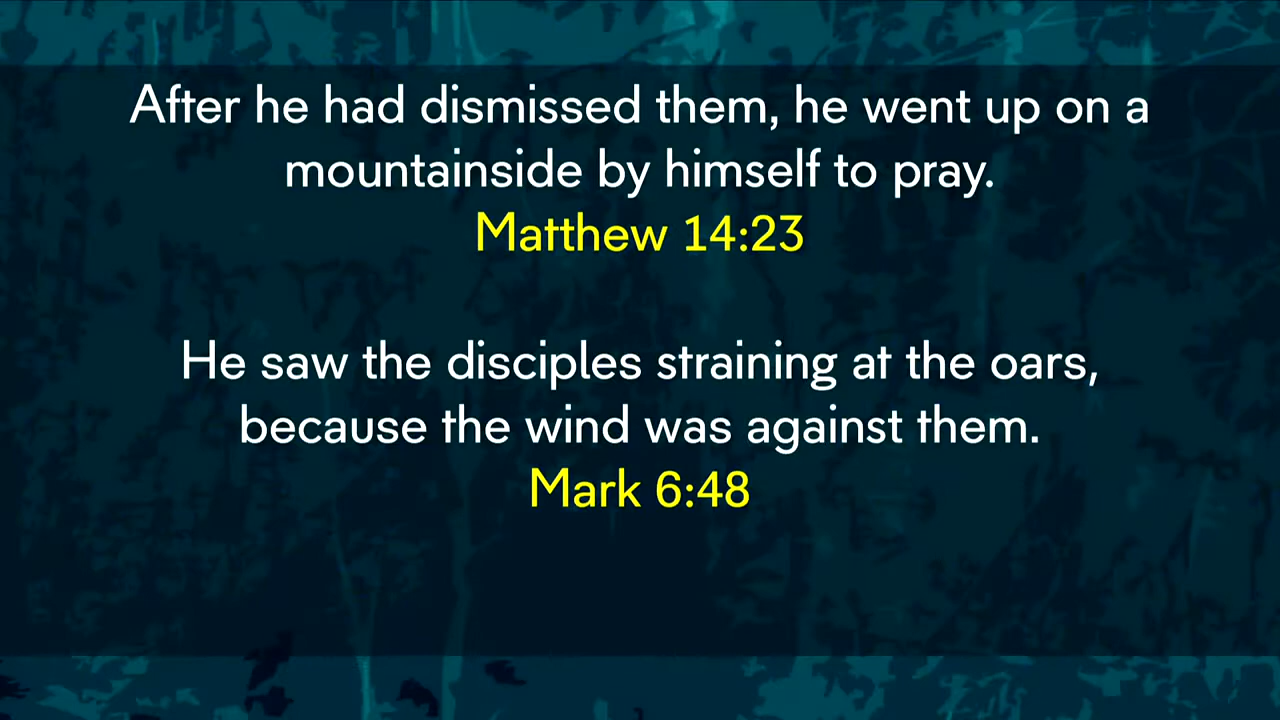 After he had dismissed them, he went up on a
mountainside by himself to pray.
Matthew 14:23
He saw the disciples straining at the oars,
because the wind was against them.
Mark 6:48